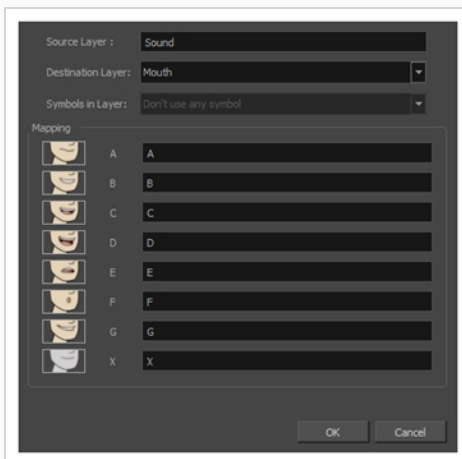 Source Layer : Sound
Destination Layer: Mouth
Symbols in Layer: Don't use any symbol
Mapping
A A
B B
C C
D D
E E
F F
G G
X X
OK Cancel